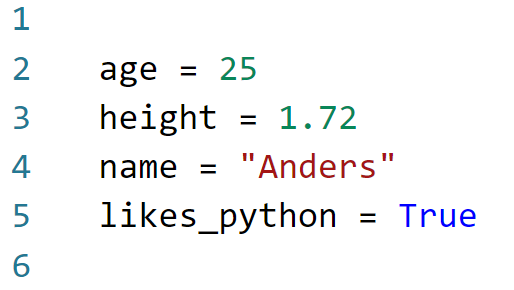 1
2 age = 25
3 height = 1.72
4 name = "Anders"
5 likes_python = True
6